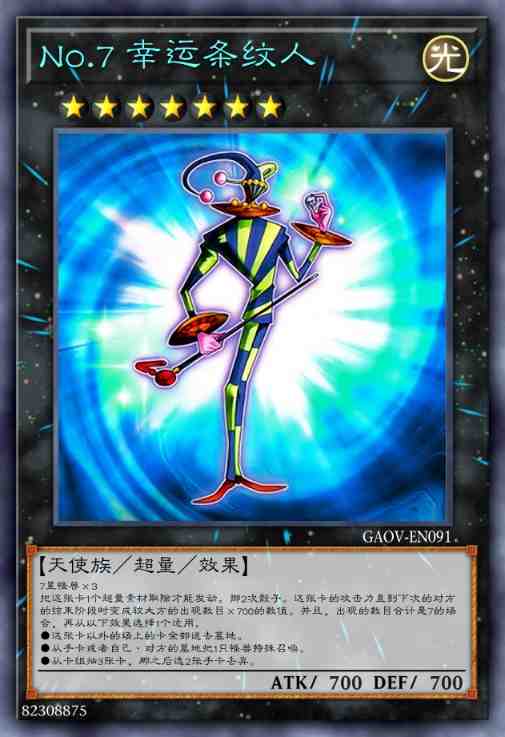 No.7 幸运条纹人
光
GAOV-EN091
【天使族／超量／效果】
7星怪兽×3
把这张卡1个超量素材取除才能发动。掷2次骰子。这张卡的攻击力直到下次的对方
的结束阶段时变成较大方的出现数目×700的数值。并且，出现的数目合计是7的场
合，再从以下效果选择1个适用。
●这张卡以外的场上的卡全部送去墓地。
●从手卡或者自己·对方的墓地把1只怪兽特殊召唤。
●从卡组抽3张卡，那之后选2张手卡丢弃。
ATK/ 700 DEF/ 700
82308875